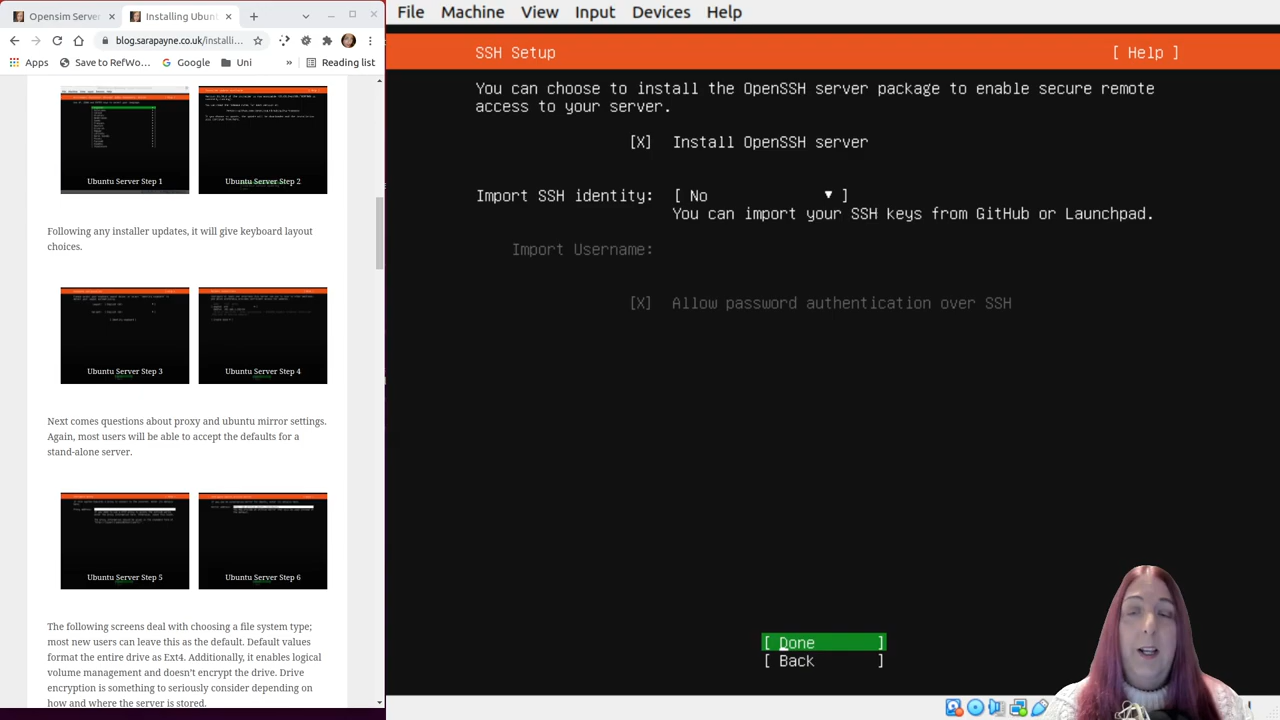 Opensim Server
Installing Ubunt
blog.sarapayne.co.uk/installi...
Apps
Save to RefWo...
Google
Uni
»
Reading list
Ubuntu Server Step 1
Ubuntu Server Step 2
Following any installer updates, it will give keyboard layout
choices.
Ubuntu Server Step 3
Ubuntu Server Step 4
Next comes questions about proxy and ubuntu mirror settings.
Again, most users will be able to accept the defaults for a
stand-alone server.
Ubuntu Server Step 5
Ubuntu Server Step 6
The following screens deal with choosing a file system type;
most new users can leave this as the default. Default values
format the entire drive as Ext4. Additionally, it enables logical
volume management and doesn't encrypt the drive. Drive
encryption is something to seriously consider depending on
how and where the server is stored.
File Machine View Input Devices Help
SSH Setup [ Help ]
You can choose to install the OpenSSH server package to enable secure remote
access to your server.
[X] Install OpenSSH server
Import SSH identity: [ No ▼ ]
You can import your SSH keys from GitHub or Launchpad.
Import Username:
[X] Allow password authentication over SSH
[ Done ]
[ Back ]